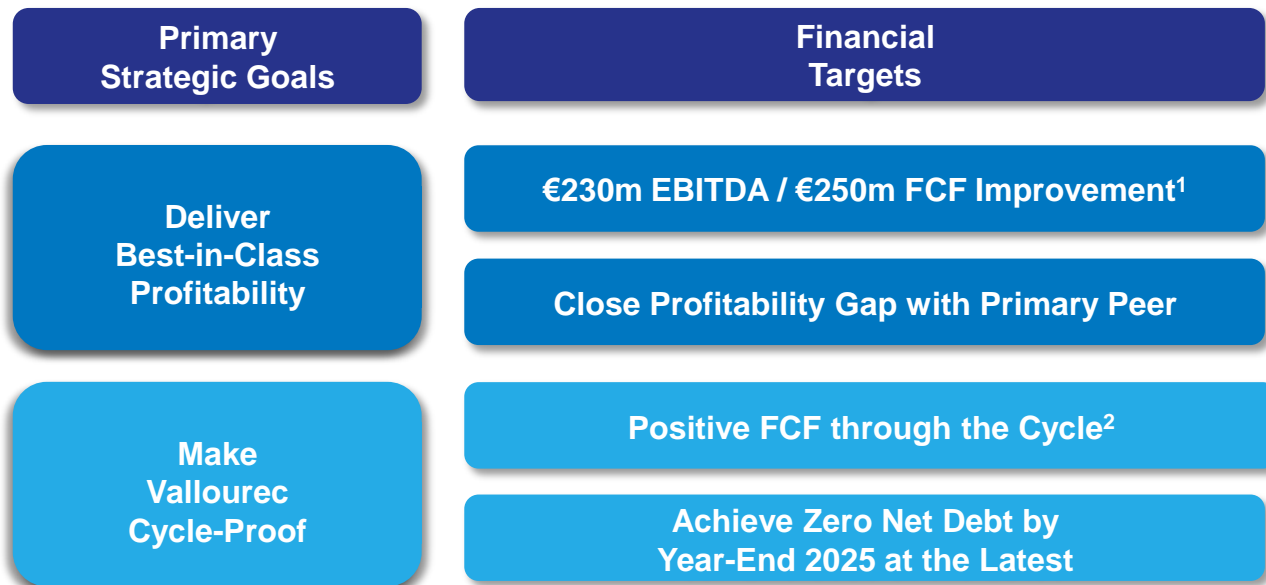 Primary
Strategic Goals
Financial
Targets
Deliver
Best-in-Class
Profitability
€230m EBITDA / €250m FCF Improvement¹
Close Profitability Gap with Primary Peer
Make
Vallourec
Cycle-Proof
Positive FCF through the Cycle²
Achieve Zero Net Debt by
Year-End 2025 at the Latest